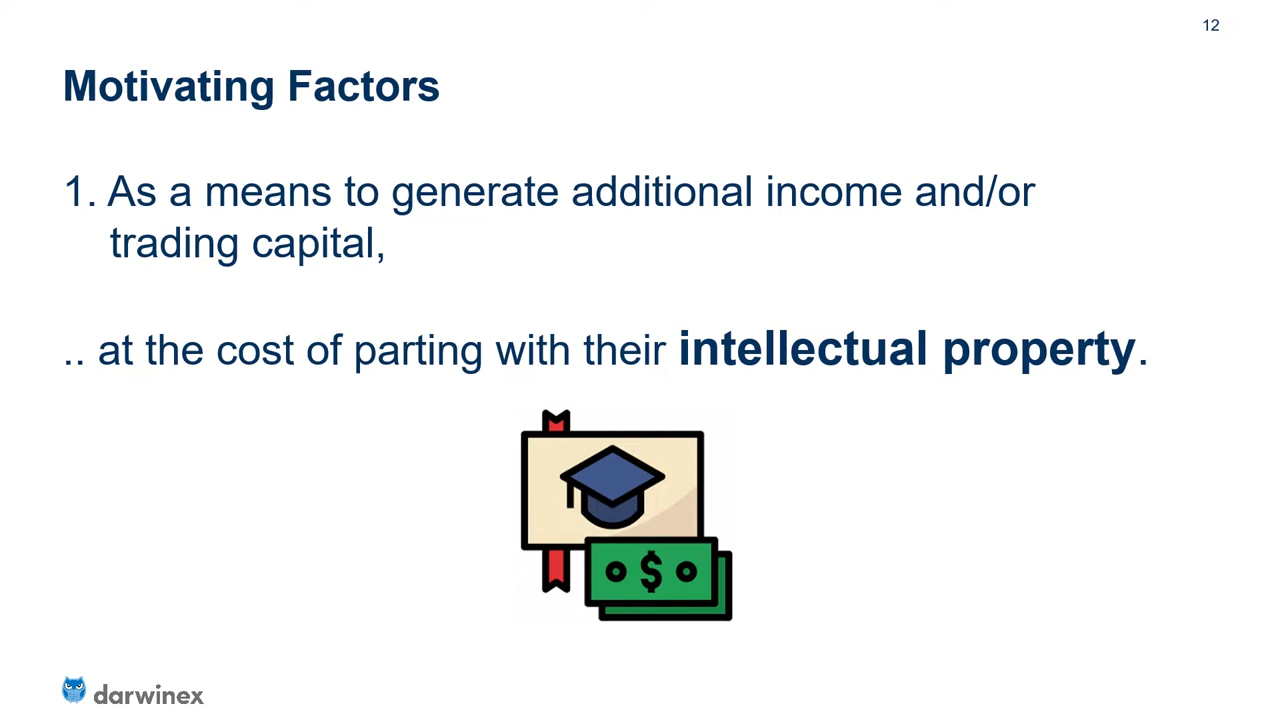 12
Motivating Factors
1. As a means to generate additional income and/or
trading capital,
.. at the cost of parting with their intellectual property.
$
darwinex